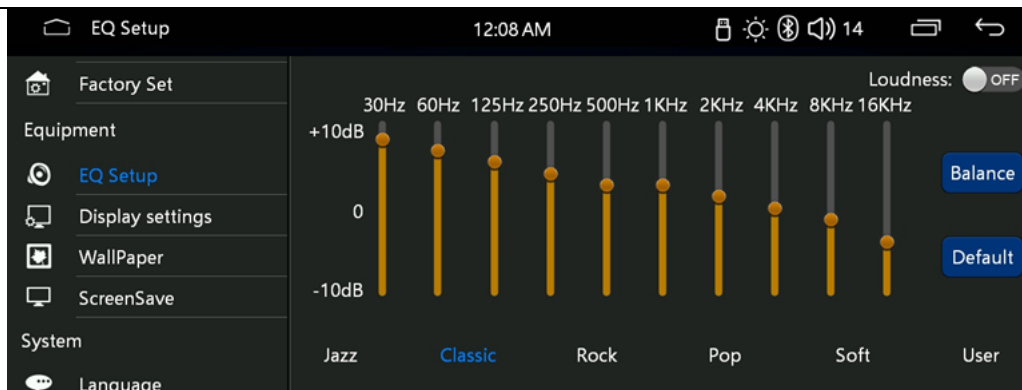 EQ Setup
12:08 AM
14
Factory Set
Equipment
EQ Setup
Display settings
WallPaper
ScreenSave
System
Language
Loudness: OFF
30Hz 60Hz 125Hz 250Hz 500Hz 1KHz 2KHz 4KHz 8KHz 16KHz
+10dB
0
-10dB
Balance
Default
Jazz Classic Rock Pop Soft User